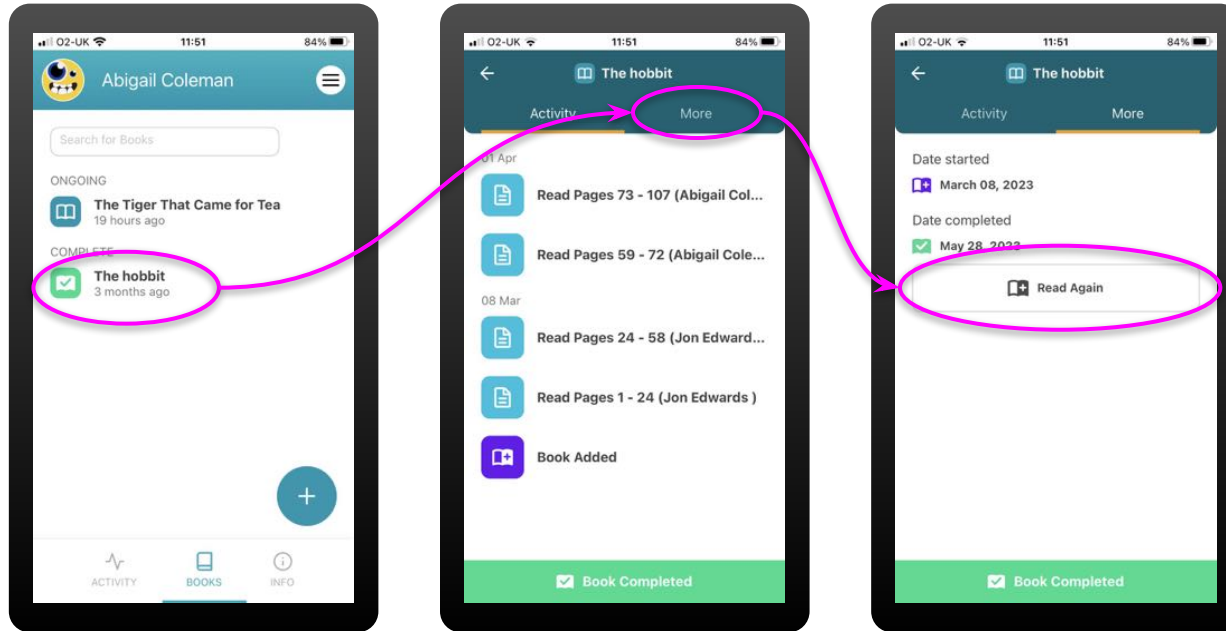 O2-UK 11:51 84%
Abigail Coleman
Search for Books
ONGOING
The Tiger That Came for Tea
19 hours ago
COMPLETE
The hobbit
3 months ago
+
ACTIVITY BOOKS INFO
O2-UK 11:51 84%
The hobbit
Activity More
01 Apr
Read Pages 73 - 107 (Abigail Col...
Read Pages 59 - 72 (Abigail Cole...
08 Mar
Read Pages 24 - 58 (Jon Edward...
Read Pages 1 - 24 (Jon Edwards )
Book Added
Book Completed
O2-UK 11:51 84%
The hobbit
Activity More
Date started
March 08, 2023
Date completed
May 28, 2023
Read Again
Book Completed